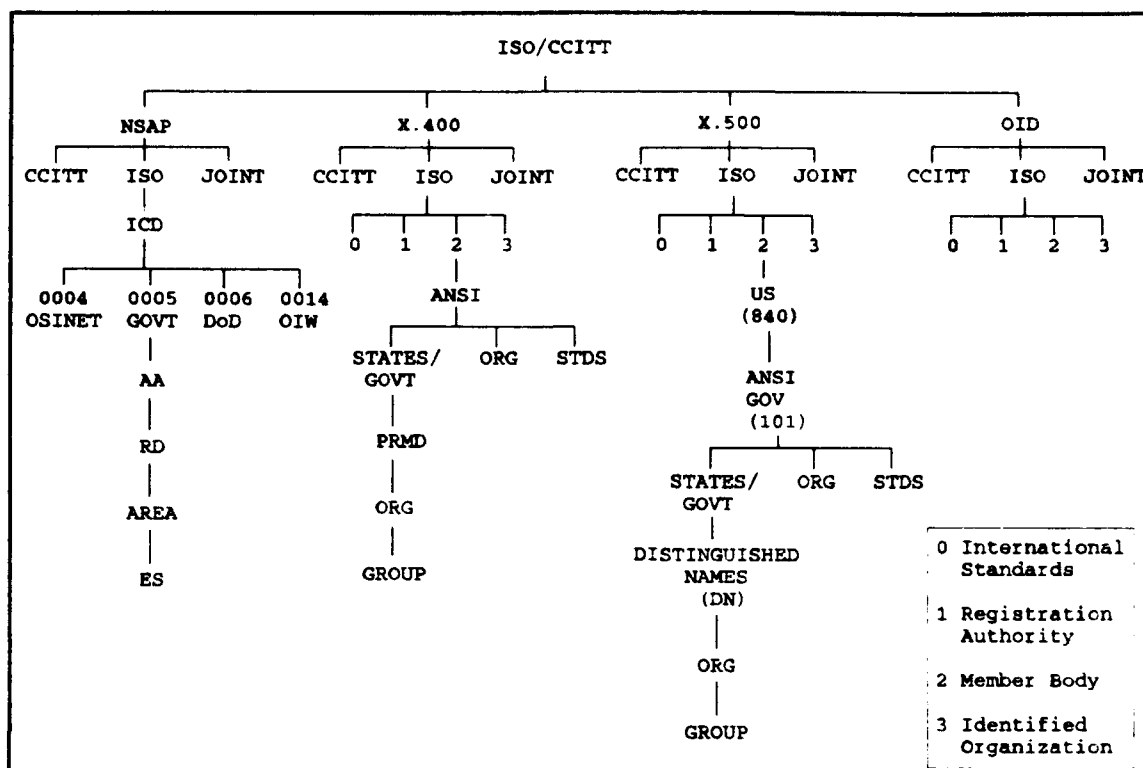 ISO/CCITT
NSAP X.400 X.500 OID
CCITT ISO JOINT CCITT ISO JOINT CCITT ISO JOINT CCITT ISO JOINT
ICD 0 1 2 3 0 1 2 3 0 1 2 3
0004 0005 0006 0014 ANSI US
OSINET GOVT DoD OIW (840)
STATES/ ORG STDS
AA GOVT ANSI
GOV
(101)
RD PRMD
STATES/ ORG STDS
GOVT
AREA ORG
DISTINGUISHED
NAMES
(DN)
ES GROUP
ORG
GROUP
0 International
Standards
1 Registration
Authority
2 Member Body
3 Identified
Organization